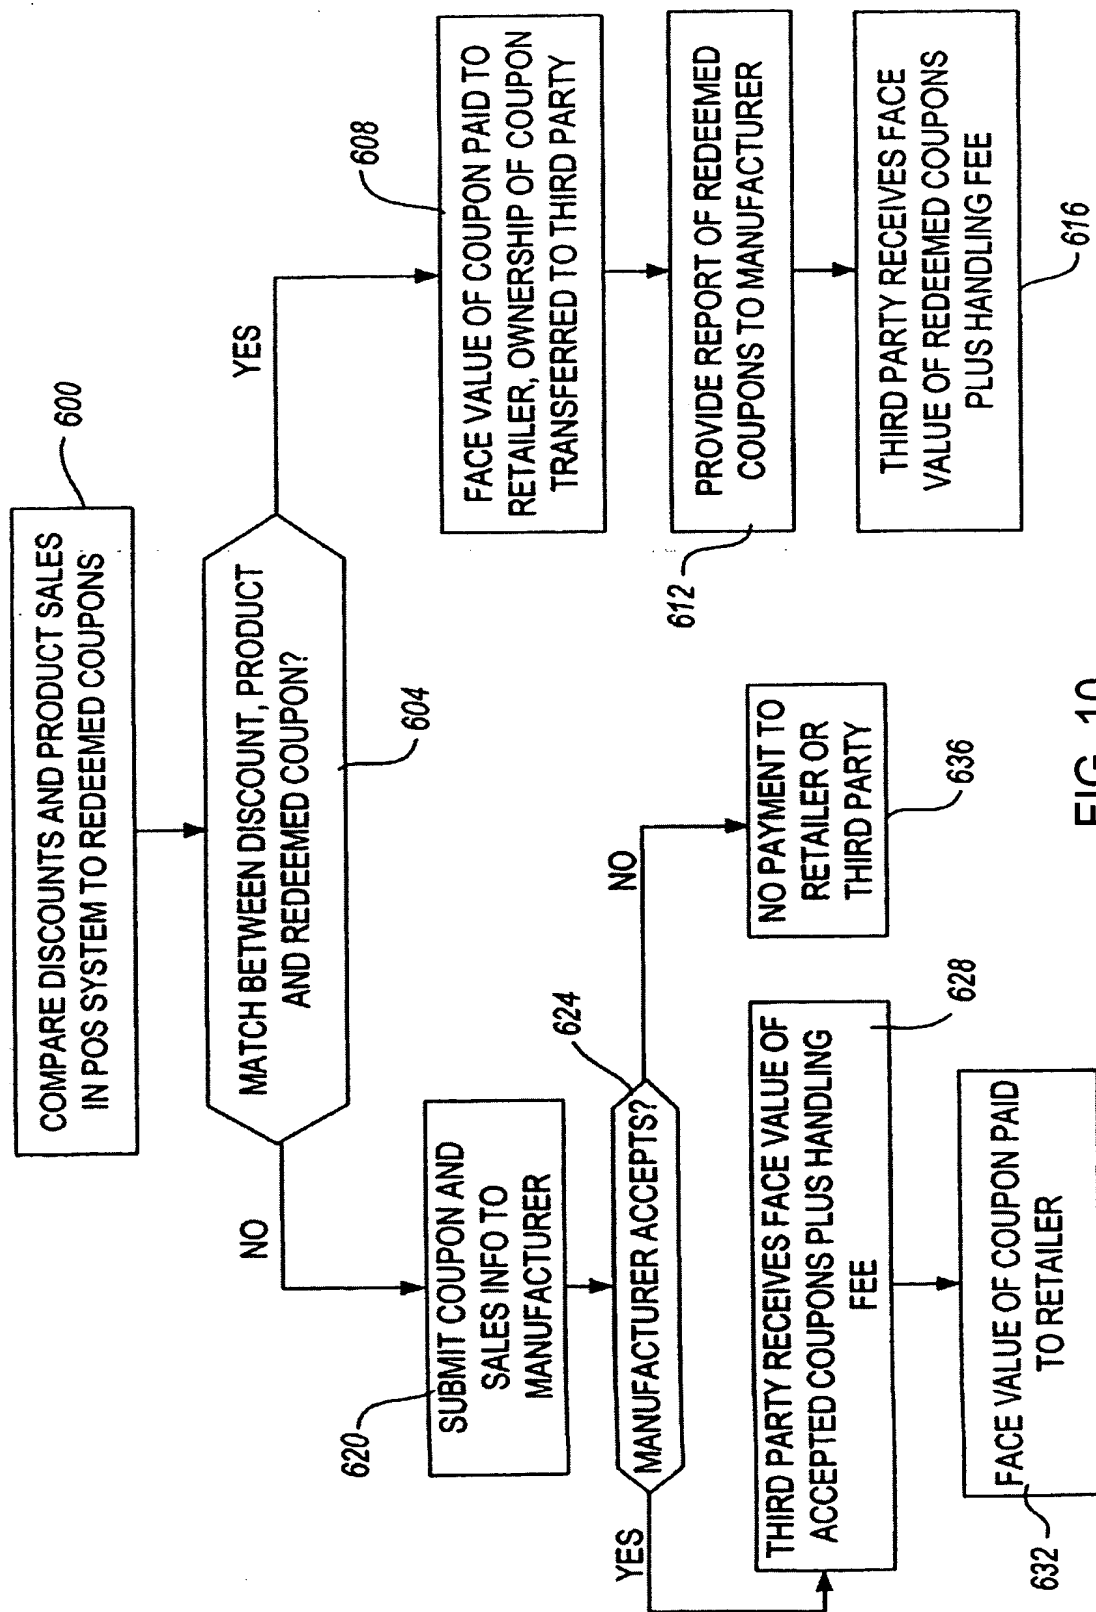 COMPARE DISCOUNTS AND PRODUCT SALES
IN POS SYSTEM TO REDEEMED COUPONS
600
MATCH BETWEEN DISCOUNT, PRODUCT
AND REDEEMED COUPON?
604
NO
YES
SUBMIT COUPON AND
SALES INFO TO
MANUFACTURER
620
MANUFACTURER ACCEPTS?
624
YES
NO
THIRD PARTY RECEIVES FACE VALUE OF
ACCEPTED COUPONS PLUS HANDLING
FEE
628
FACE VALUE OF COUPON PAID
TO RETAILER
632
NO PAYMENT TO
RETAILER OR
THIRD PARTY
636
FACE VALUE OF COUPON PAID TO
RETAILER, OWNERSHIP OF COUPON
TRANSFERRED TO THIRD PARTY
608
PROVIDE REPORT OF REDEEMED
COUPONS TO MANUFACTURER
612
THIRD PARTY RECEIVES FACE
VALUE OF REDEEMED COUPONS
PLUS HANDLING FEE
616
FIG. 10